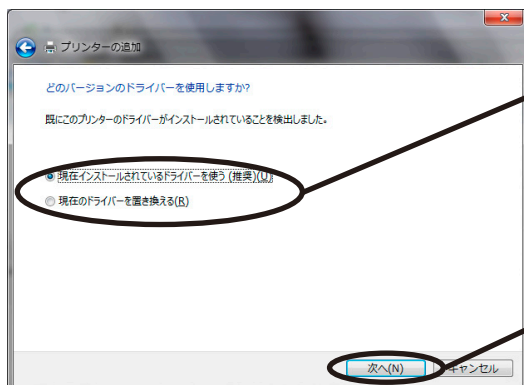 プリンターの追加
どのバージョンのドライバーを使用しますか?
既にこのプリンターのドライバーがインストールされていることを検出しました。
現在インストールされているドライバーを使う (推奨)(U)
現在のドライバーを置き換える(R)
次へ(N)
キャンセル